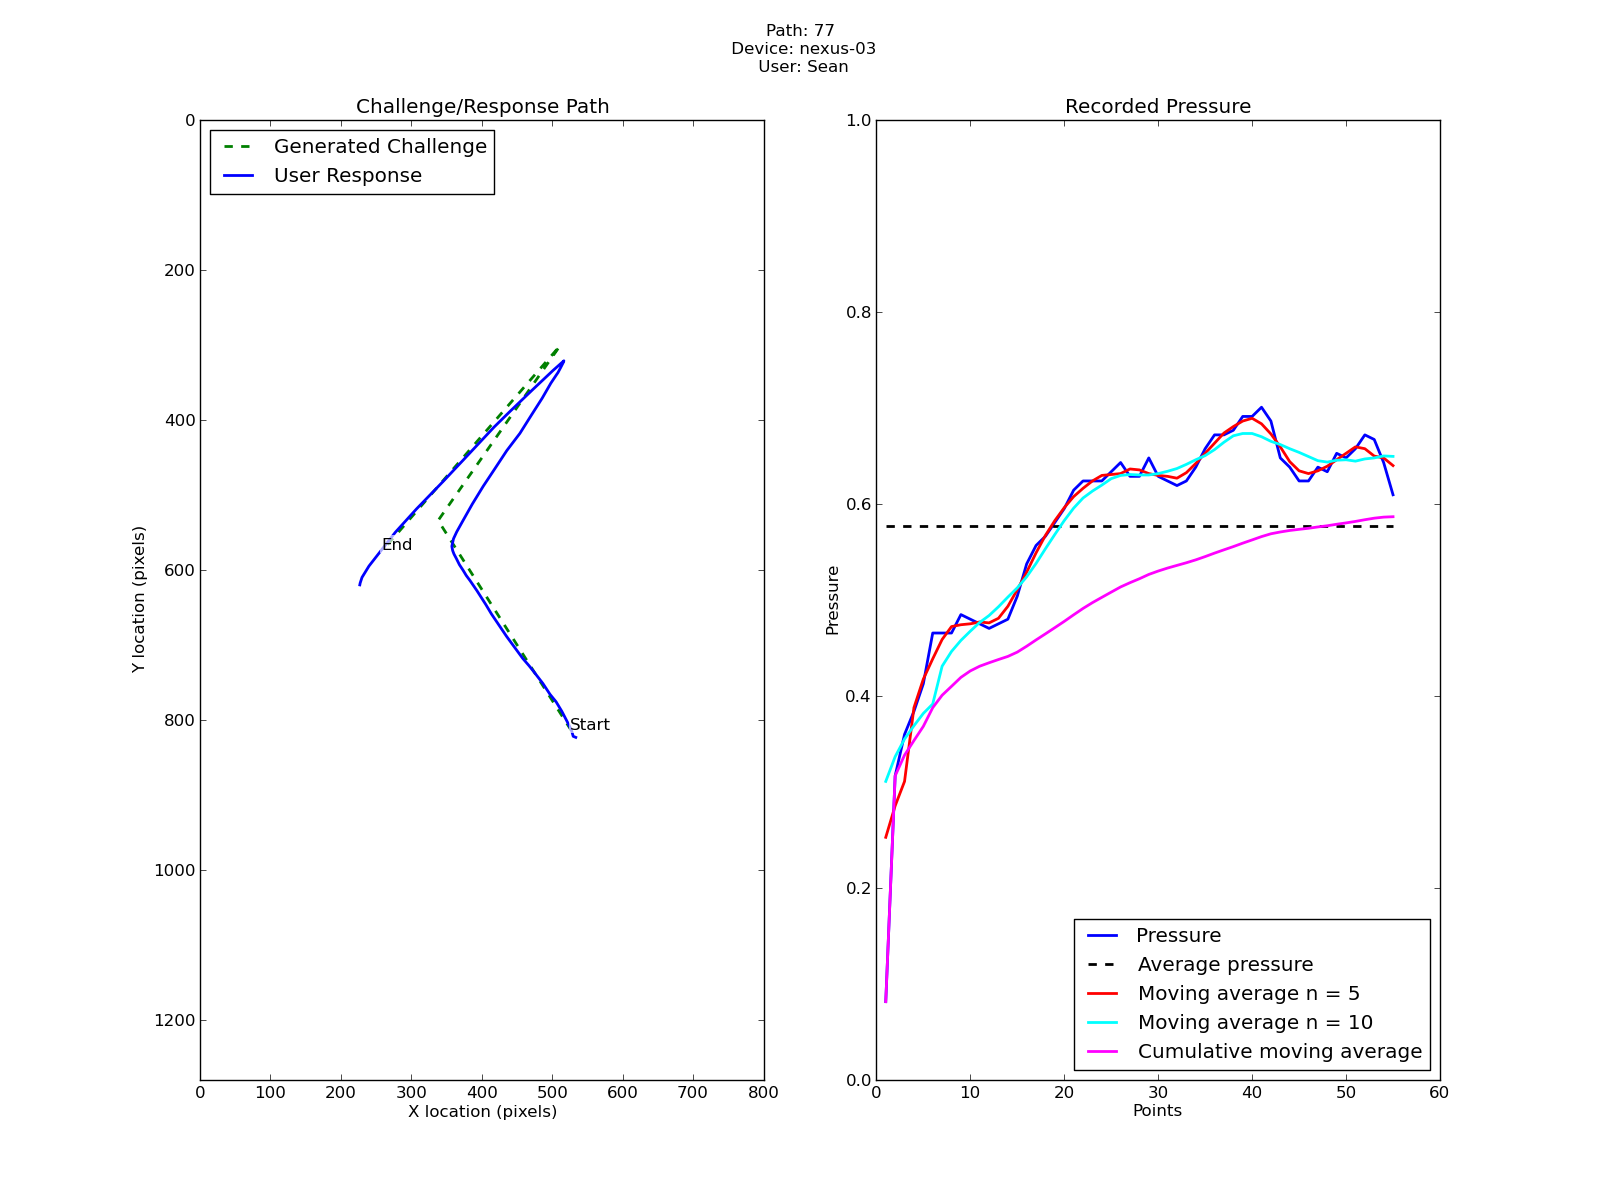 Path: 77
Device: nexus-03
User: Sean
Challenge/Response Path
Generated Challenge
User Response
0
200
400
600
800
1000
1200
Y location (pixels)
End
Start
0 100 200 300 400 500 600 700 800
X location (pixels)
Recorded Pressure
1.0
0.8
0.6
0.4
0.2
0.0
Pressure
Pressure
Average pressure
Moving average n = 5
Moving average n = 10
Cumulative moving average
0 10 20 30 40 50 60
Points